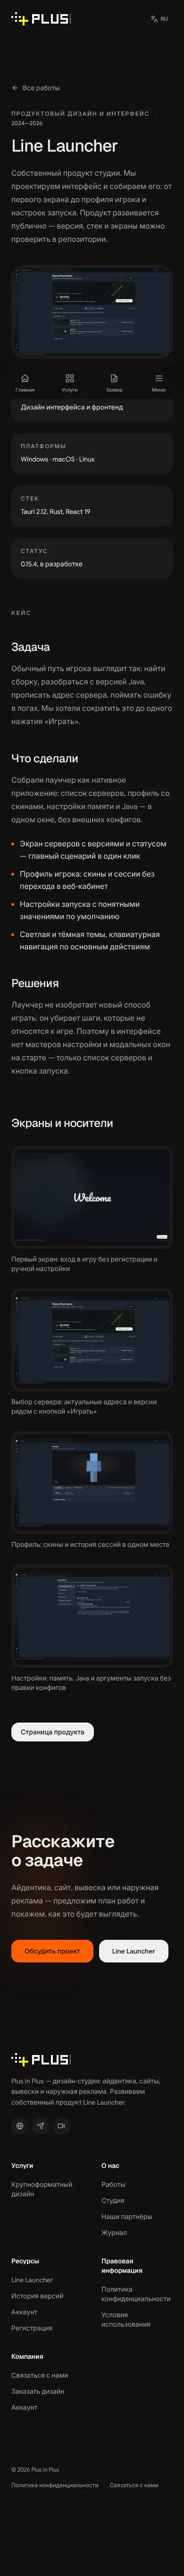 PLUS
RU
Все работы
ПРОДУКТОВЫЙ ДИЗАЙН И ИНТЕРФЕЙС ·
2024—2026
Line Launcher
Собственный продукт студии. Мы
проектируем интерфейс и собираем его: от
первого экрана до профиля игрока и
настроек запуска. Продукт развивается
публично — версия, стек и экраны можно
проверить в репозитории.
Главная
Услуги
Заявка
Меню
Дизайн интерфейса и фронтенд
ПЛАТФОРМЫ
Windows · macOS · Linux
СТЕК
Tauri 2.12, Rust, React 19
СТАТУС
0.15.4, в разработке
КЕЙС
Задача
Обычный путь игрока выглядит так: найти
сборку, разобраться с версией Java,
прописать адрес сервера, поймать ошибку
в логах. Мы хотели сократить это до одного
нажатия «Играть».
Что сделали
Собрали лаунчер как нативное
приложение: список серверов, профиль со
скинами, настройки памяти и Java — в
одном окне, без внешних конфигов.
Экран серверов с версиями и статусом
— главный сценарий в один клик
Профиль игрока: скины и сессии без
перехода в веб-кабинет
Настройки запуска с понятными
значениями по умолчанию
Светлая и тёмная темы, клавиатурная
навигация по основным действиям
Решения
Лаунчер не изобретает новый способ
играть: он убирает шаги, которые не
относятся к игре. Поэтому в интерфейсе
нет мастеров настройки и модальных окон
на старте — только список серверов и
кнопка запуска.
Экраны и носители
Welcome
Первый экран: вход в игру без регистрации и
ручной настройки
Выбор сервера: актуальные адреса и версии
рядом с кнопкой «Играть»
Профиль: скины и история сессий в одном месте
Настройки: память, Java и аргументы запуска без
правки конфигов
Страница продукта
Расскажите
о задаче
Айдентика, сайт, вывеска или наружная
реклама — предложим план работ и
покажем, как это будет выглядеть.
Обсудить проект
Line Launcher
PLUS
Plus In Plus — дизайн-студия: айдентика, сайты,
вывески и наружная реклама. Развиваем
собственный продукт Line Launcher.
Услуги
Крупноформатный
дизайн
О нас
Работы
Студия
Наши партнёры
Журнал
Ресурсы
Line Launcher
История версий
Аккаунт
Регистрация
Правовая
информация
Политика
конфиденциальности
Условия
использования
Компания
Связаться с нами
Заказать дизайн
Аккаунт
© 2026 Plus In Plus
Политика конфиденциальности
Связаться с нами